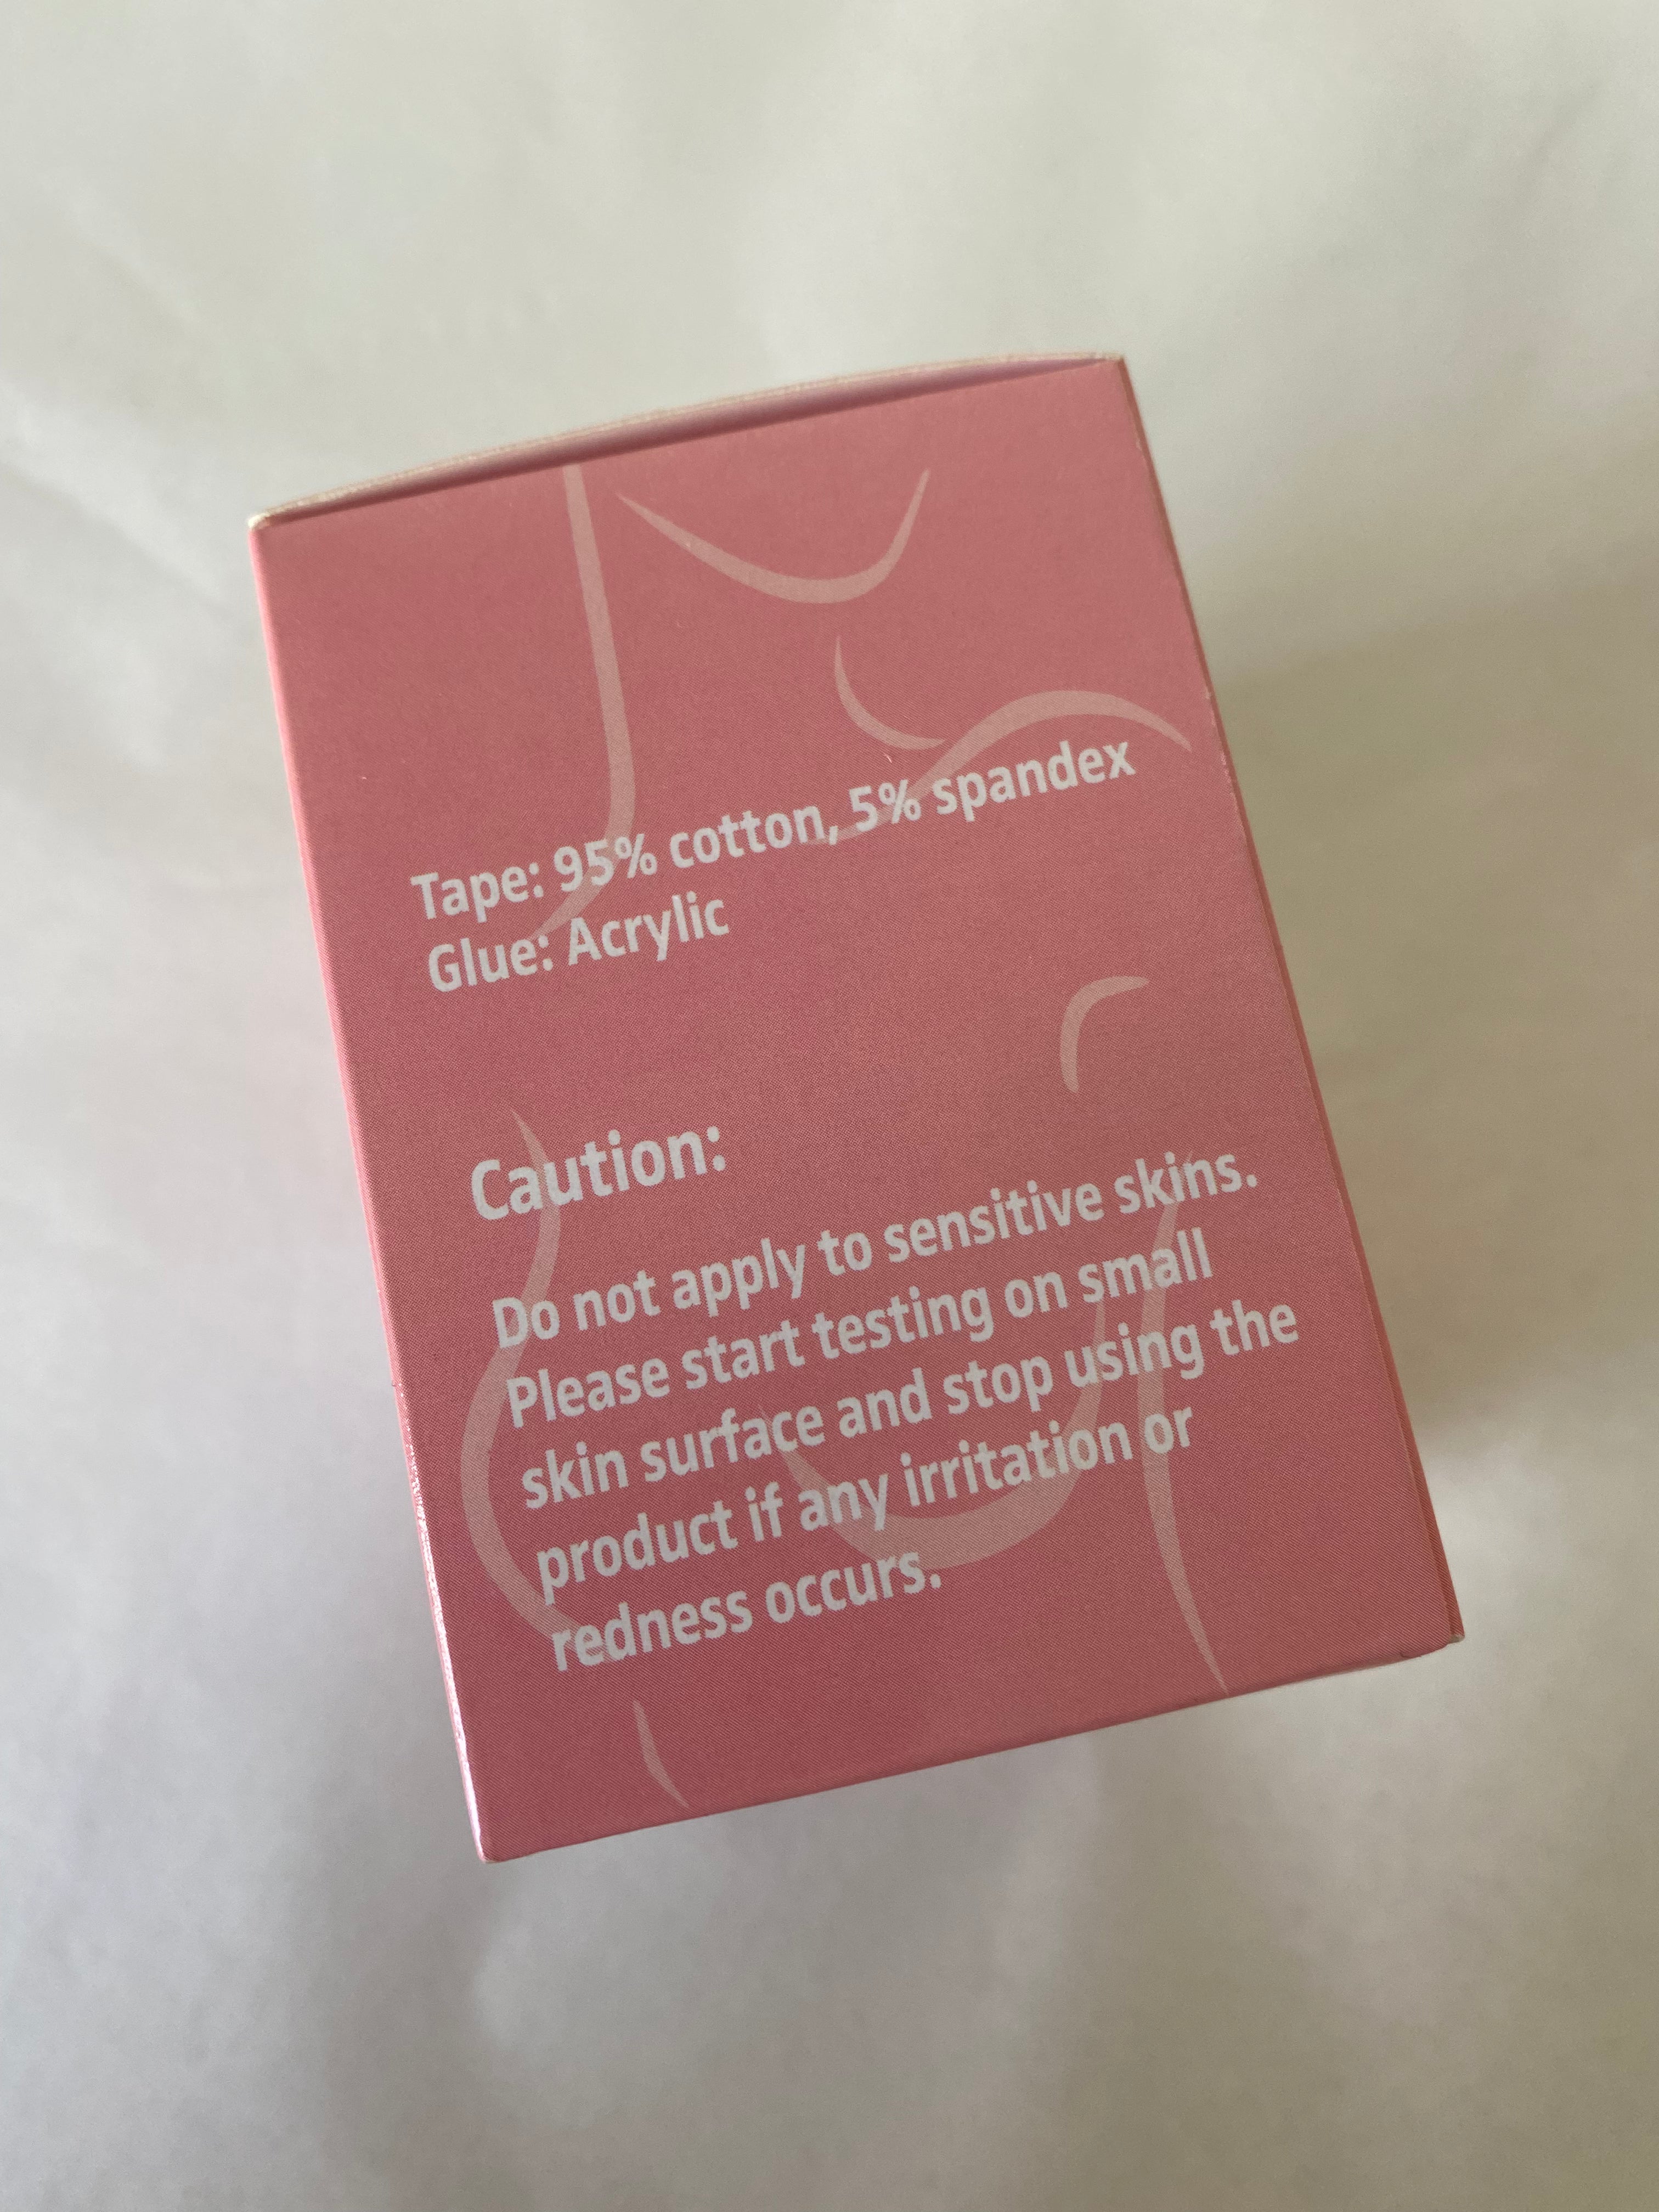 Tape: 95% cotton, 5% spandex
Glue: Acrylic
Caution:
Do not apply to sensitive skins.
Please start testing on small
skin surface and stop using the
product if any irritation or
redness occurs.